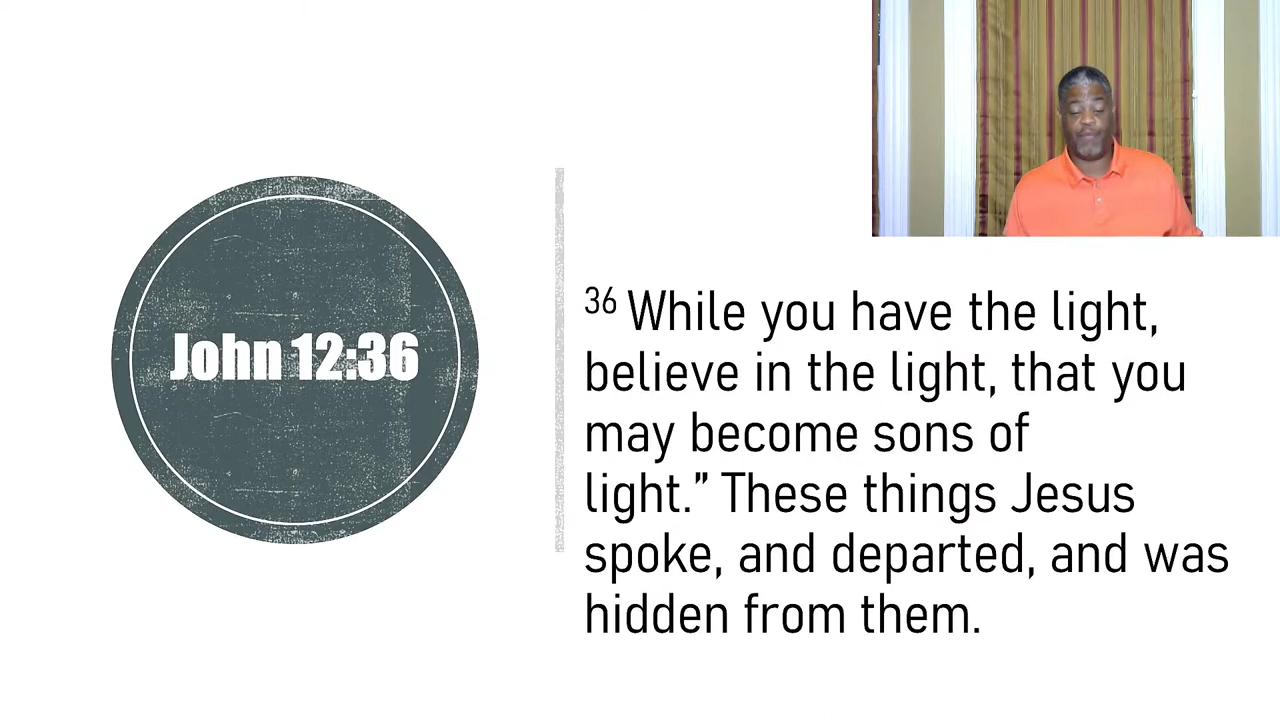 John 12:36
36 While you have the light,
believe in the light, that you
may become sons of
light.” These things Jesus
spoke, and departed, and was
hidden from them.